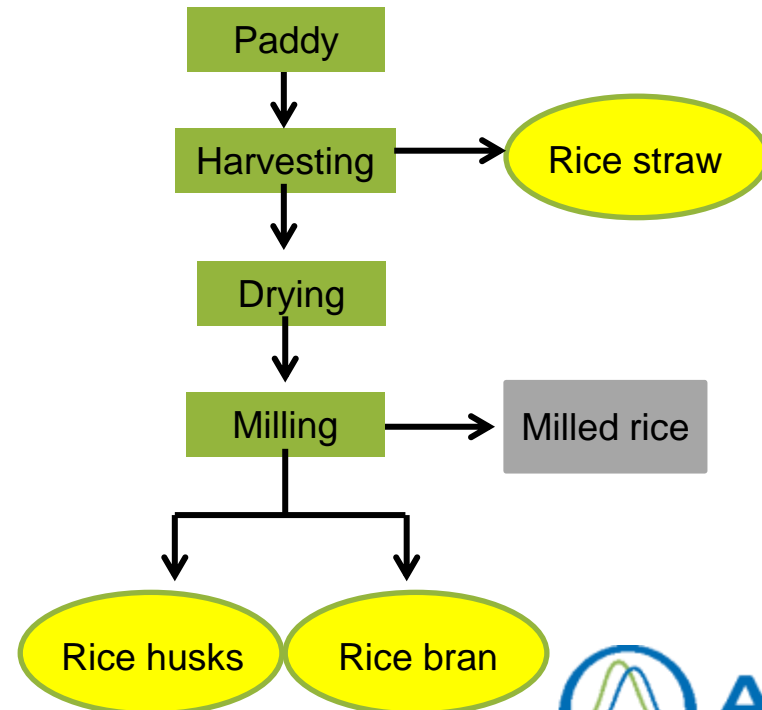 Paddy
Harvesting
Rice straw
Drying
Milling
Milled rice
Rice husks
Rice bran
A